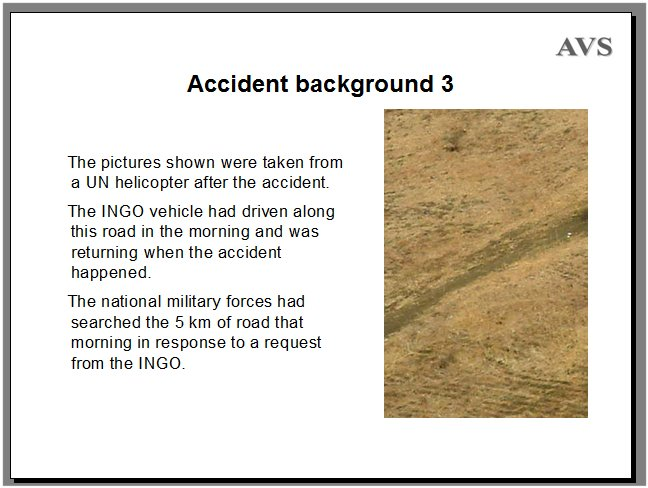 AVS
Accident background 3
The pictures shown were taken from
a UN helicopter after the accident.
The INGO vehicle had driven along
this road in the morning and was
returning when the accident
happened.
The national military forces had
searched the 5 km of road that
morning in response to a request
from the INGO.